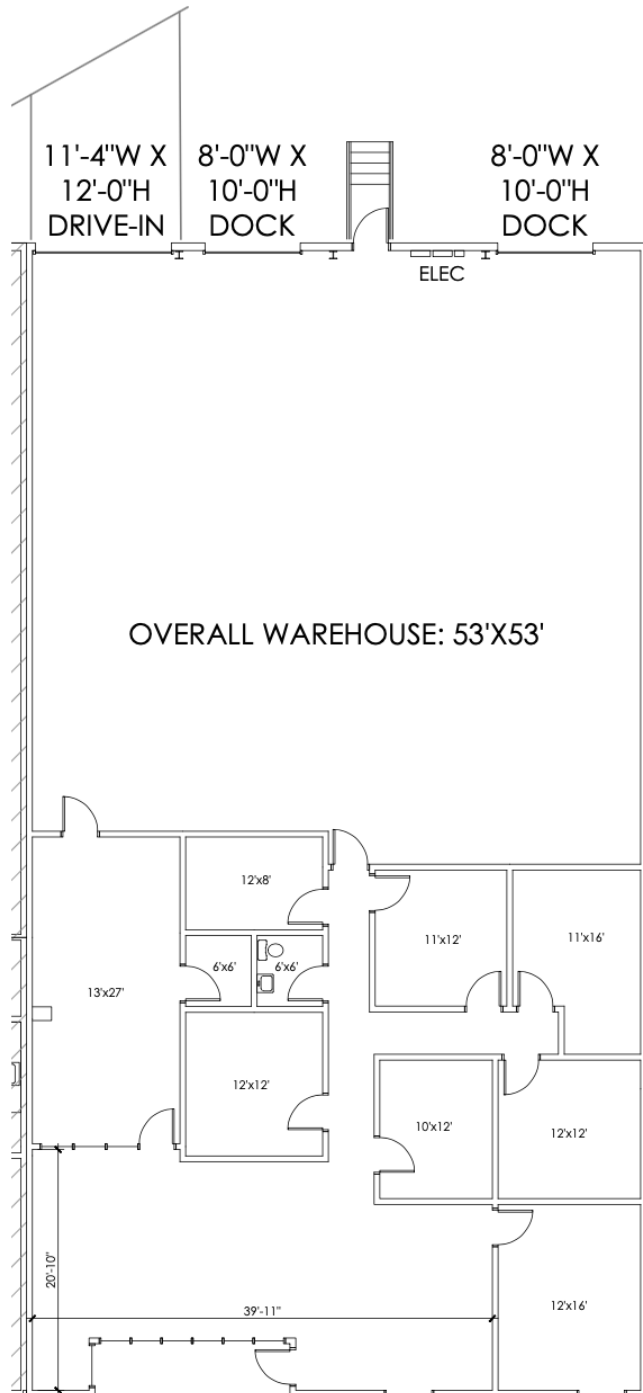 11'-4"W X
12'-0"H
DRIVE-IN
8'-0"W X
10'-0"H
DOCK
8'-0"W X
10'-0"H
DOCK
ELEC
OVERALL WAREHOUSE: 53'X53'
12'x8'
11'x12'
11'x16'
6'x6'
6'x6'
13'x27'
12'x12'
10'x12'
12'x12'
20'-10"
39'-11"
12'x16'